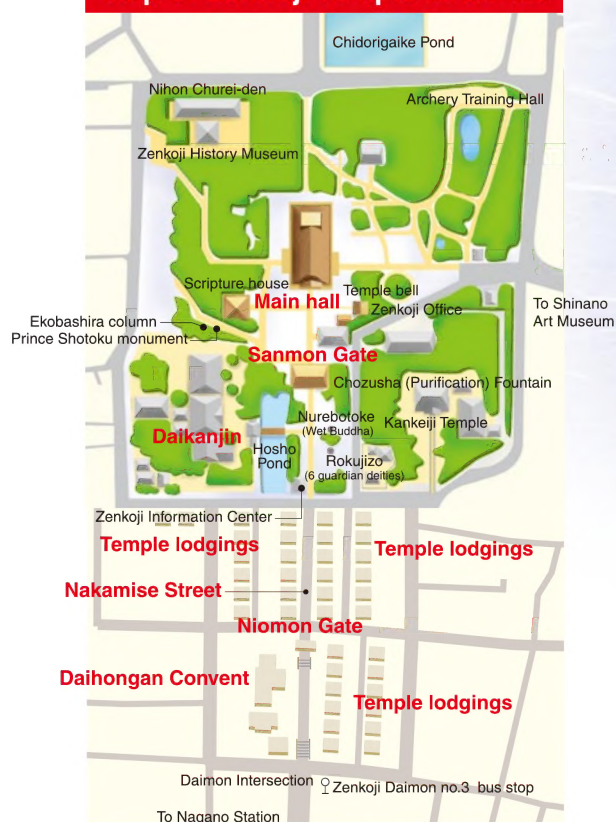 Chidorigaike Pond
Nihon Churei-den
Archery Training Hall
Zenkoji History Museum
Scripture house
Temple bell
Main hall
Zenkoji Office
To Shinano
Art Museum
Ekobashira column
Prince Shotoku monument
Sanmon Gate
Chozusha (Purification) Fountain
Nurebotoke
(Wet Buddha)
Kankeiji Temple
Daikanjin
Hosho
Pond
Rokujizo
(6 guardian deities)
Zenkoji Information Center
Temple lodgings
Temple lodgings
Nakamise Street
Niomon Gate
Daihongan Convent
Temple lodgings
Daimon Intersection
Zenkoji Daimon no.3 bus stop
To Nagano Station